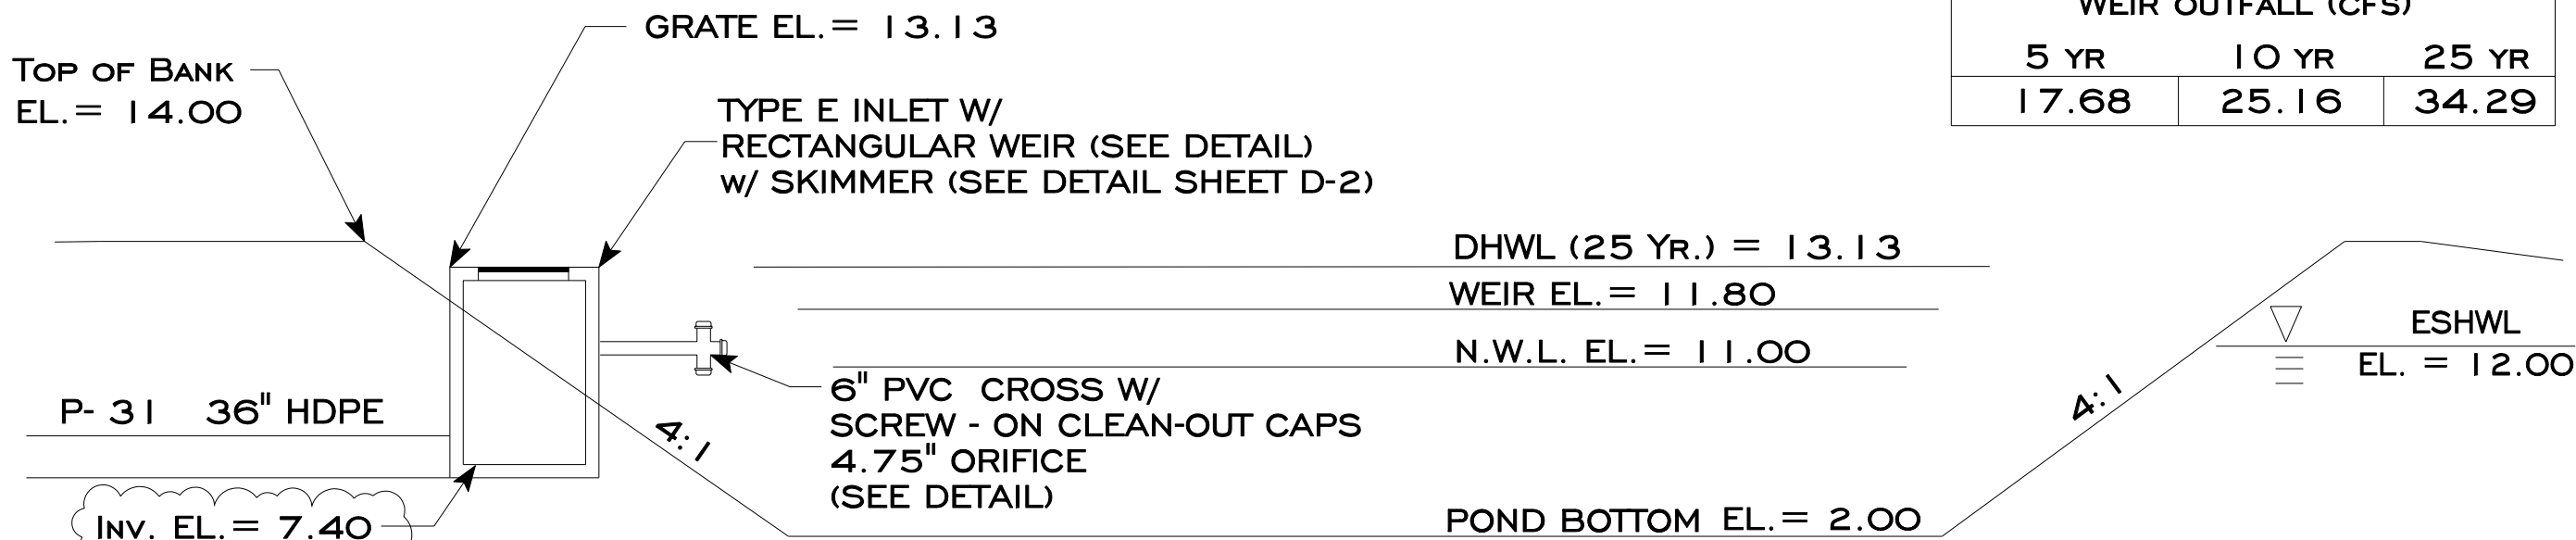 WEIR OUTFALL (CFS)
5 YR 10 YR 25 YR
17.68 25.16 34.29
GRATE EL.= 13.13
TOP OF BANK
EL.= 14.00
TYPE E INLET W/
RECTANGULAR WEIR (SEE DETAIL)
W/ SKIMMER (SEE DETAIL SHEET D-2)
DHWL (25 YR.) = 13.13
WEIR EL.= 11.80
N.W.L. EL.= 11.00
ESHWL
EL. = 12.00
P- 31 36" HDPE
6" PVC CROSS W/
SCREW - ON CLEAN-OUT CAPS
4.75" ORIFICE
(SEE DETAIL)
4:1
4:1
INV. EL.= 7.40
POND BOTTOM EL.= 2.00